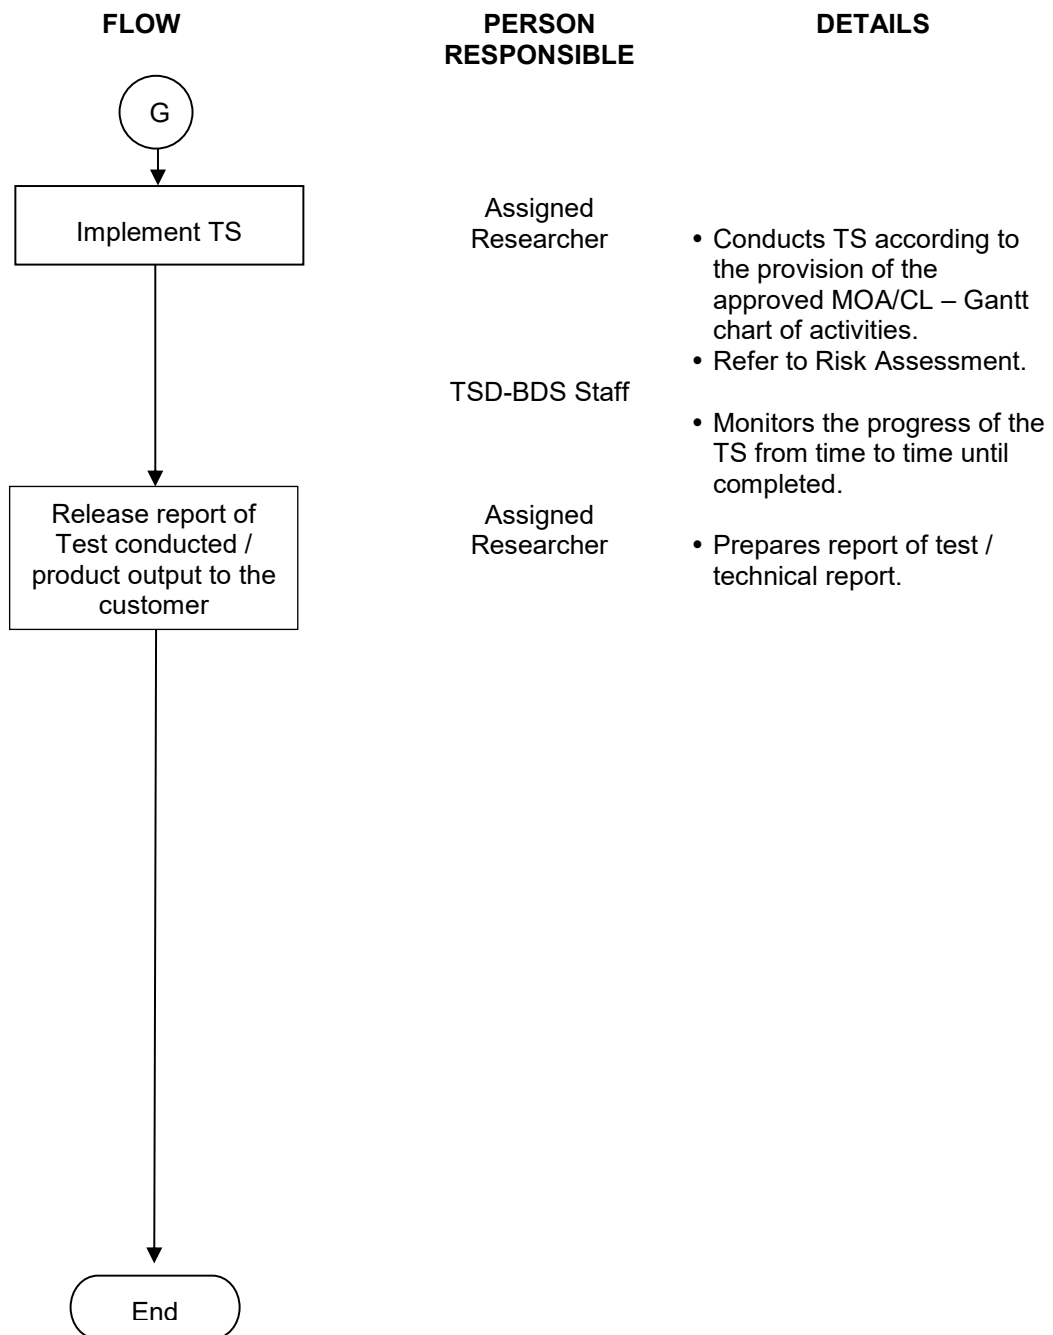 FLOW
PERSON
RESPONSIBLE
DETAILS
G
Implement TS
Assigned
Researcher
• Conducts TS according to
the provision of the
approved MOA/CL – Gantt
chart of activities.
• Refer to Risk Assessment.
TSD-BDS Staff
• Monitors the progress of the
TS from time to time until
completed.
Release report of
Test conducted /
product output to the
customer
Assigned
Researcher
• Prepares report of test /
technical report.
End